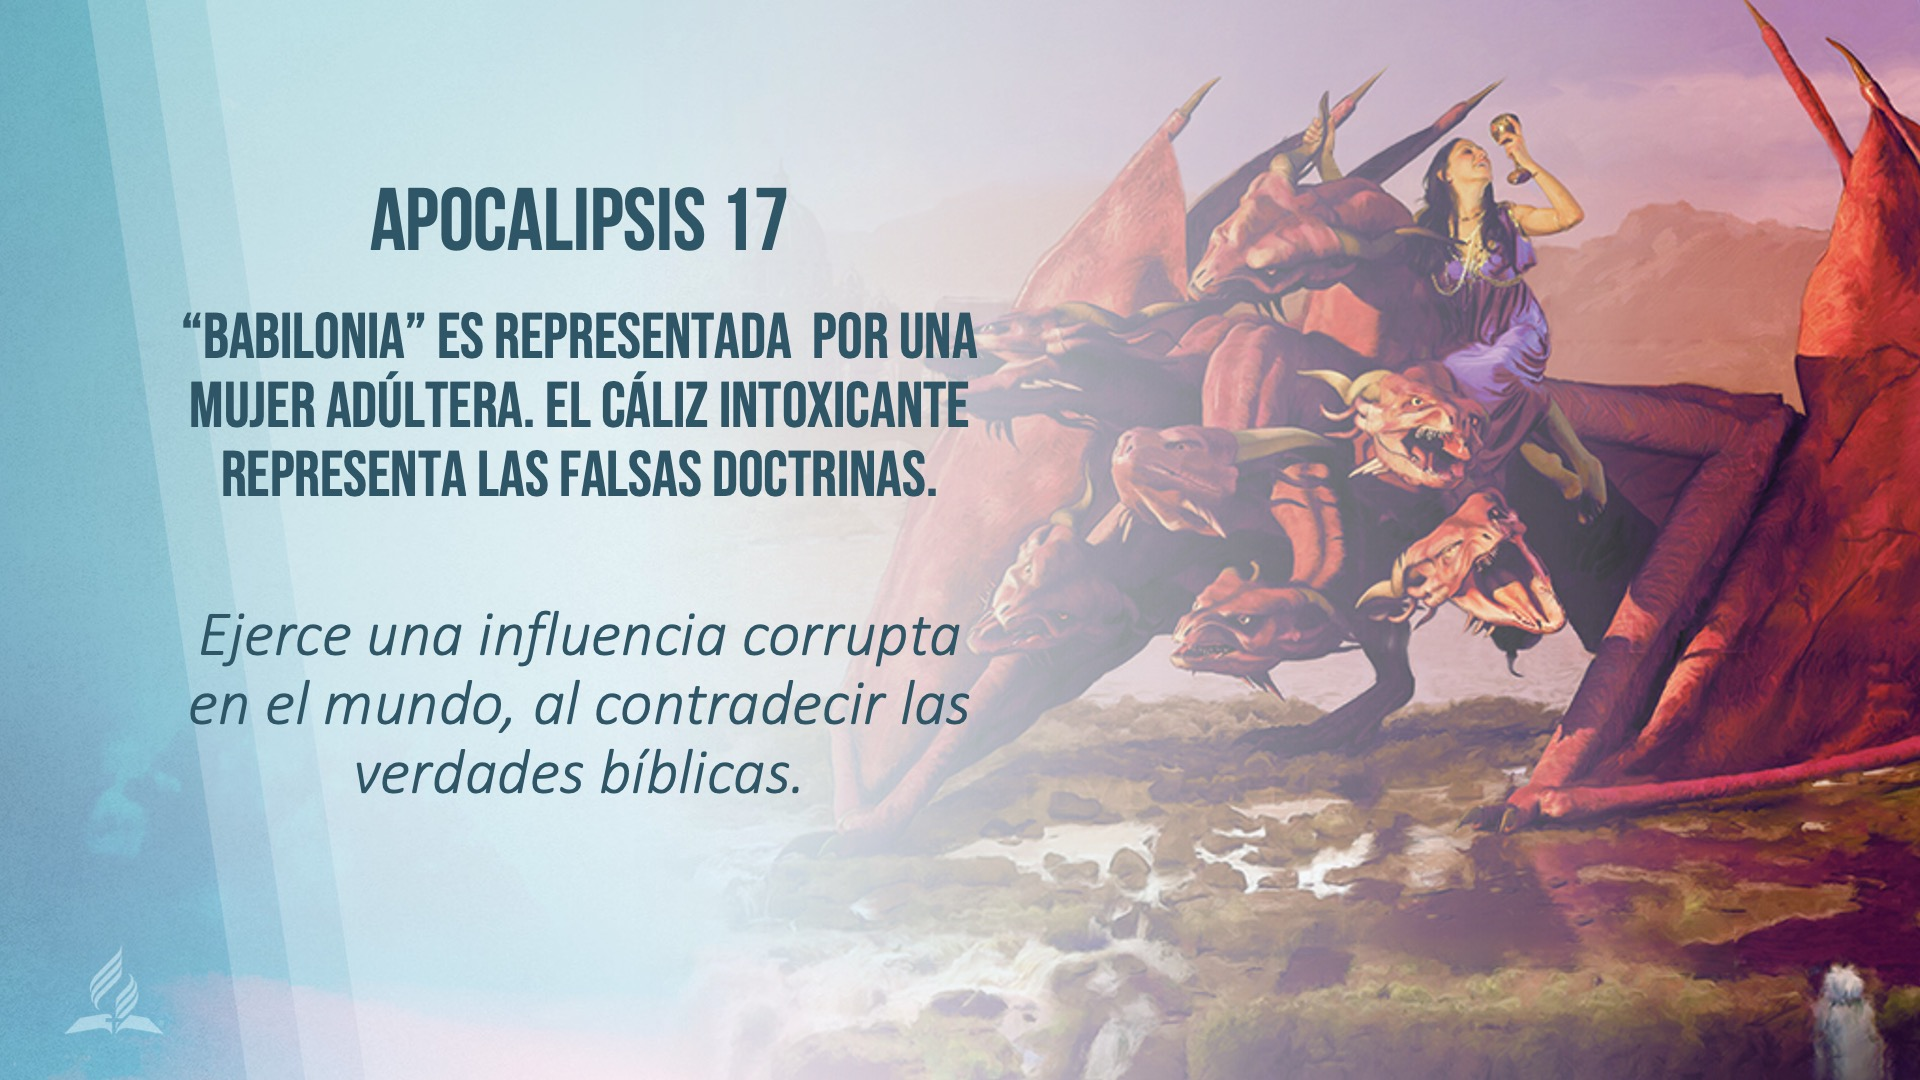 APOCALIPSIS 17
“BABILONIA” ES REPRESENTADA POR UNA
MUJER ADÚLTERA. EL CÁLIZ INTOXICANTE
REPRESENTA LAS FALSAS DOCTRINAS.
Ejerce una influencia corrupta
en el mundo, al contradecir las
verdades bíblicas.